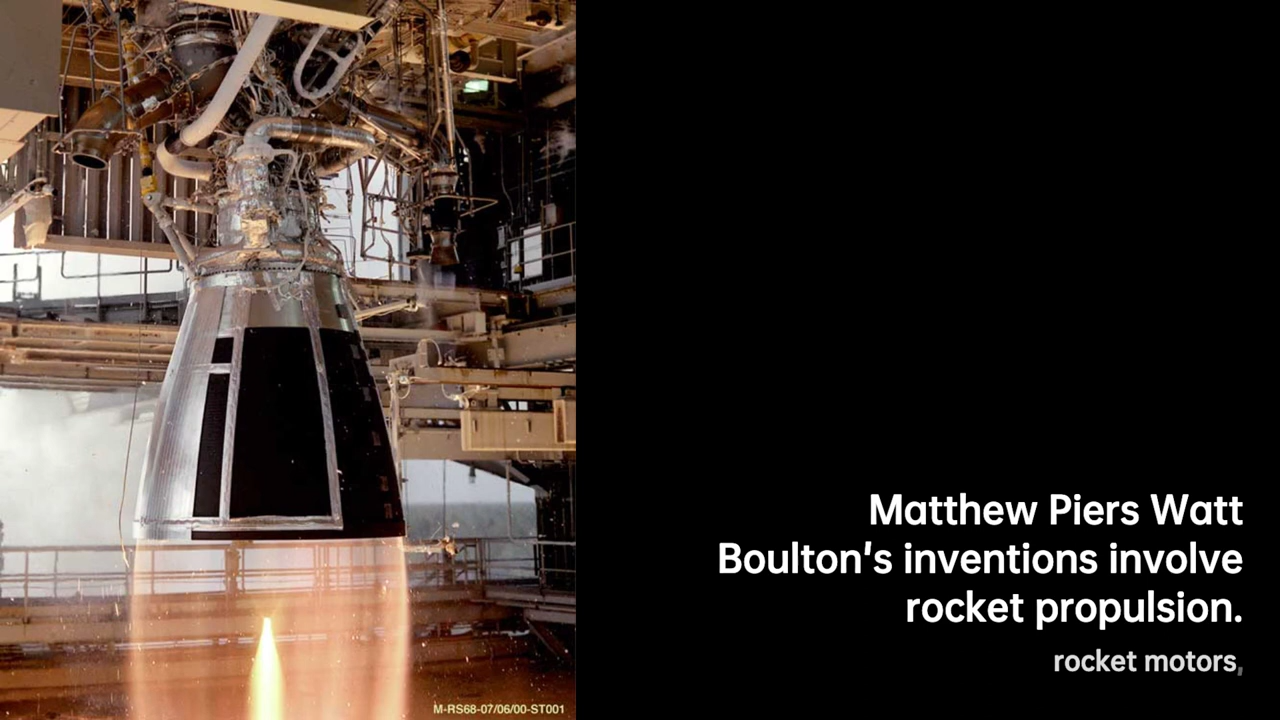 M-RS68-07/06/00-ST001
Matthew Piers Watt
Boulton's inventions involve
rocket propulsion.
rocket motors,